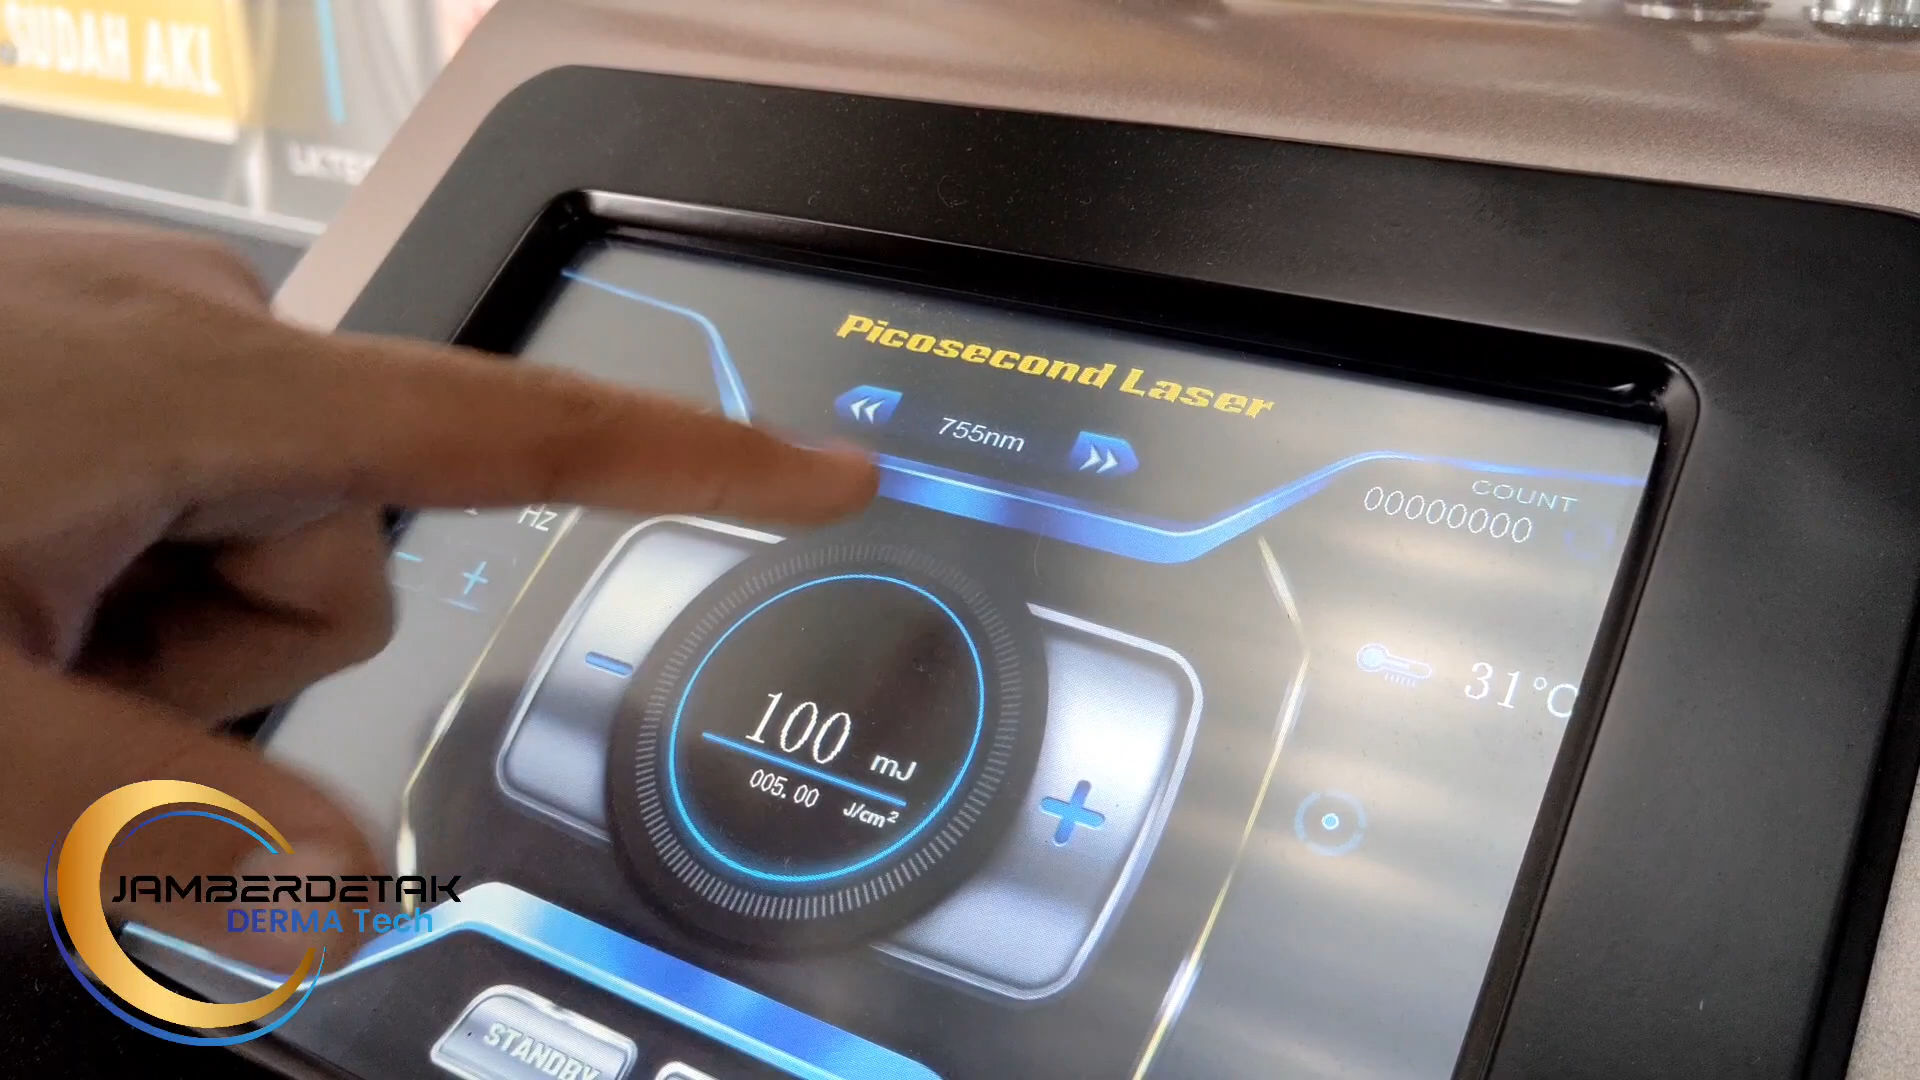 SUDAH AKL
Picosecond Laser
755nm
COUNT
00000000
Hz
- +
31°C
-
100 mJ
005.00 J/cm²
+
STANDBY
JAMBERDETAK
DERMA Tech